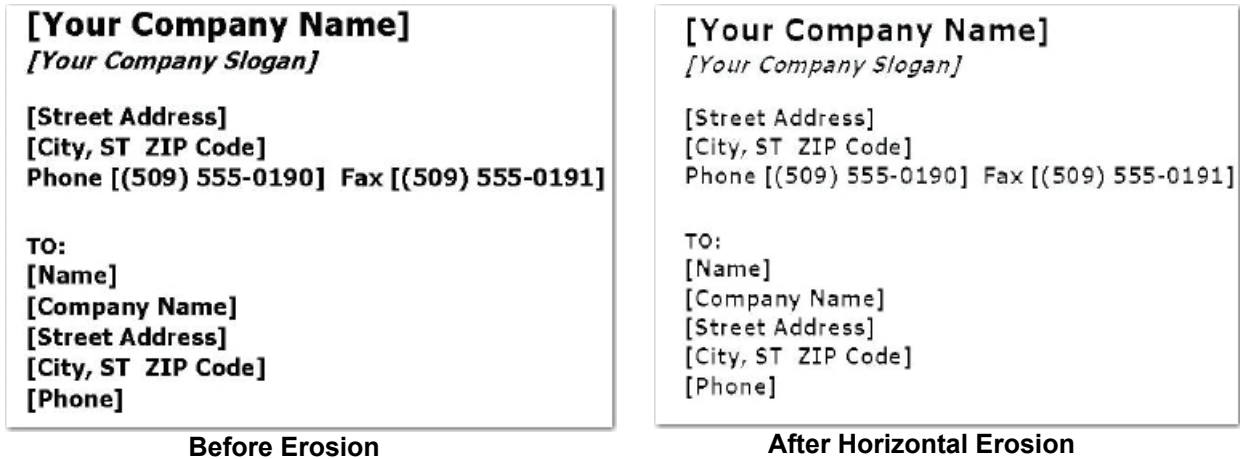 [Your Company Name]
[Your Company Slogan]
[Street Address]
[City, ST  ZIP Code]
Phone [(509) 555-0190]  Fax [(509) 555-0191]
TO:
[Name]
[Company Name]
[Street Address]
[City, ST  ZIP Code]
[Phone]
Before Erosion
[Your Company Name]
[Your Company Slogan]
[Street Address]
[City, ST  ZIP Code]
Phone [(509) 555-0190]  Fax [(509) 555-0191]
TO:
[Name]
[Company Name]
[Street Address]
[City, ST  ZIP Code]
[Phone]
After Horizontal Erosion